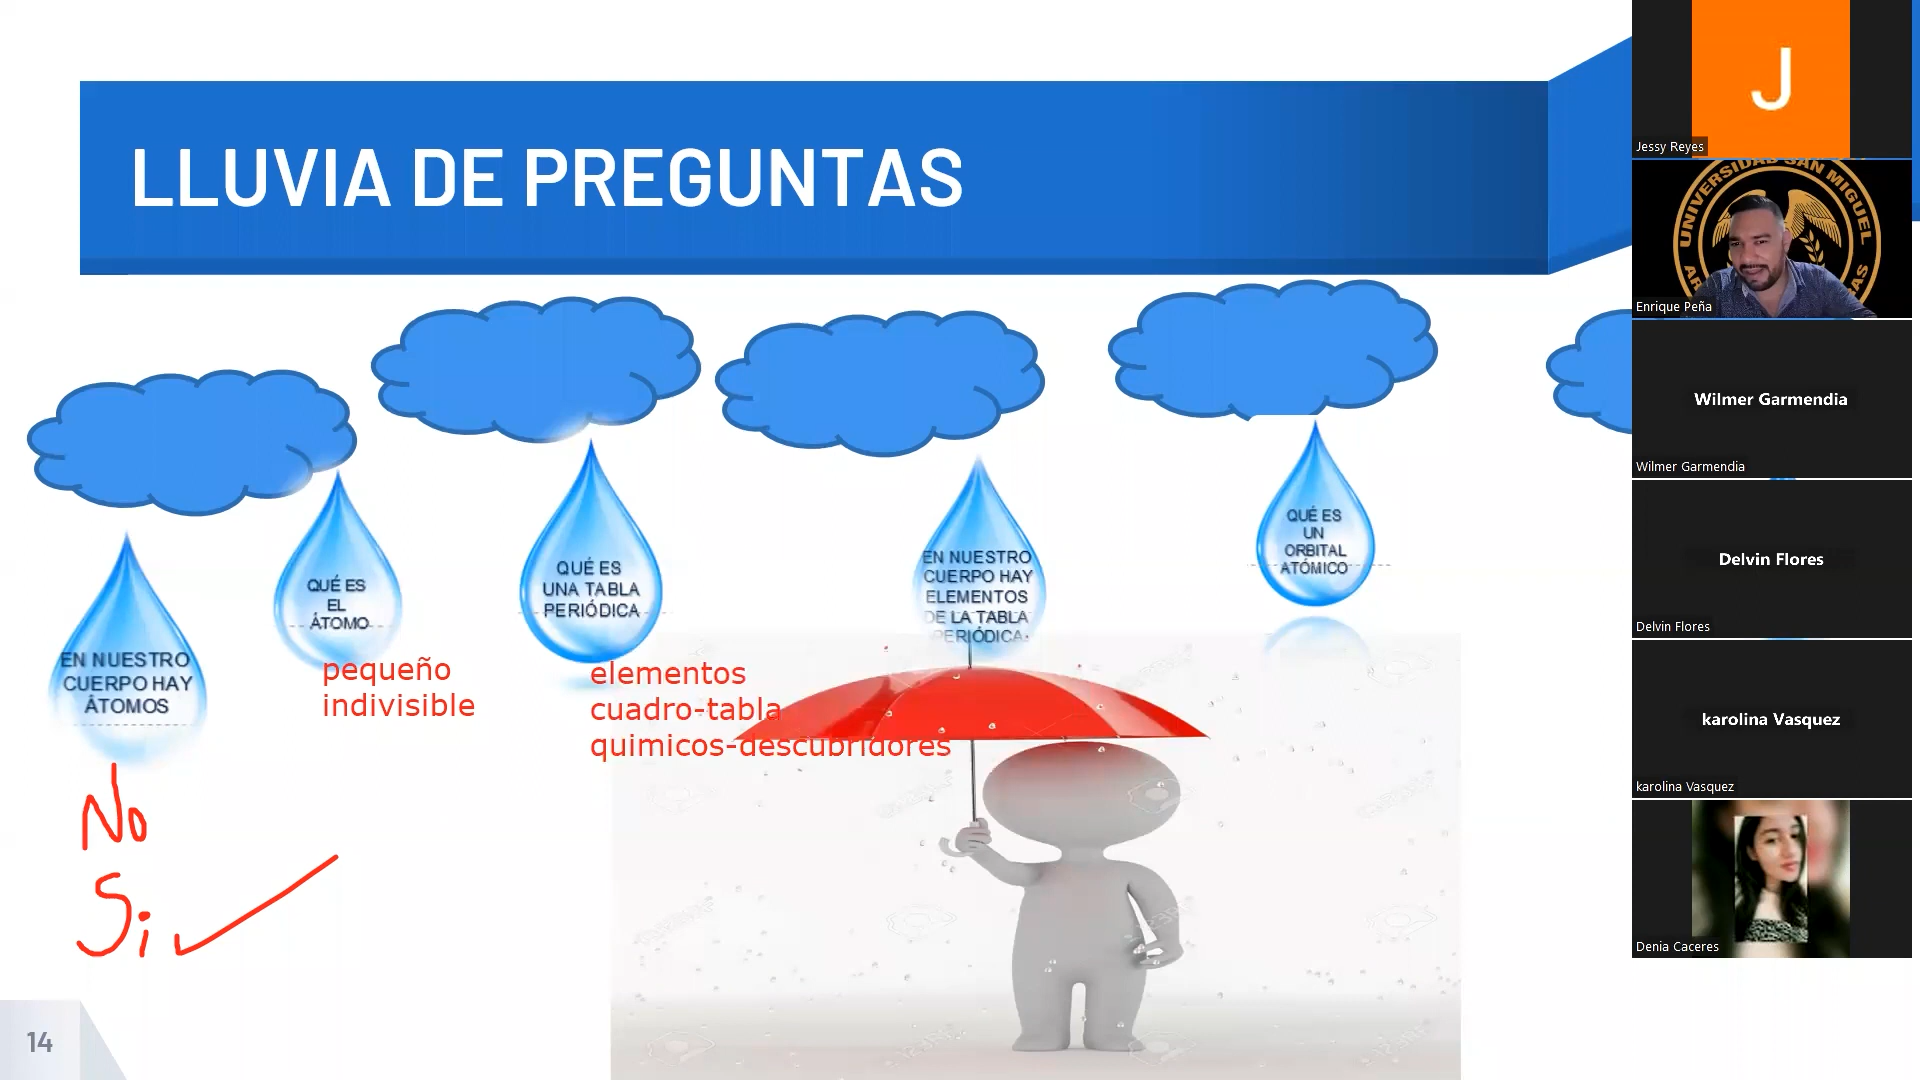 LLUVIA DE PREGUNTAS
EN NUESTRO
CUERPO HAY
ÁTOMOS
QUÉ ES
EL
ÁTOMO
QUÉ ES
UNA TABLA
PERIÓDICA
EN NUESTRO
CUERPO HAY
ELEMENTOS
DE LA TABLA
PERIÓDICA
QUÉ ES
UN
ORBITAL
ATÓMICO
pequeño
indivisible
elementos
cuadro-tabla
quimicos-descubridores
No
Si
14
J
Jessy Reyes
UNIVERSIDAD SAN MIGUEL
Enrique Peña
Wilmer Garmendia
Wilmer Garmendia
Delvin Flores
Delvin Flores
karolina Vasquez
karolina Vasquez
Denia Caceres